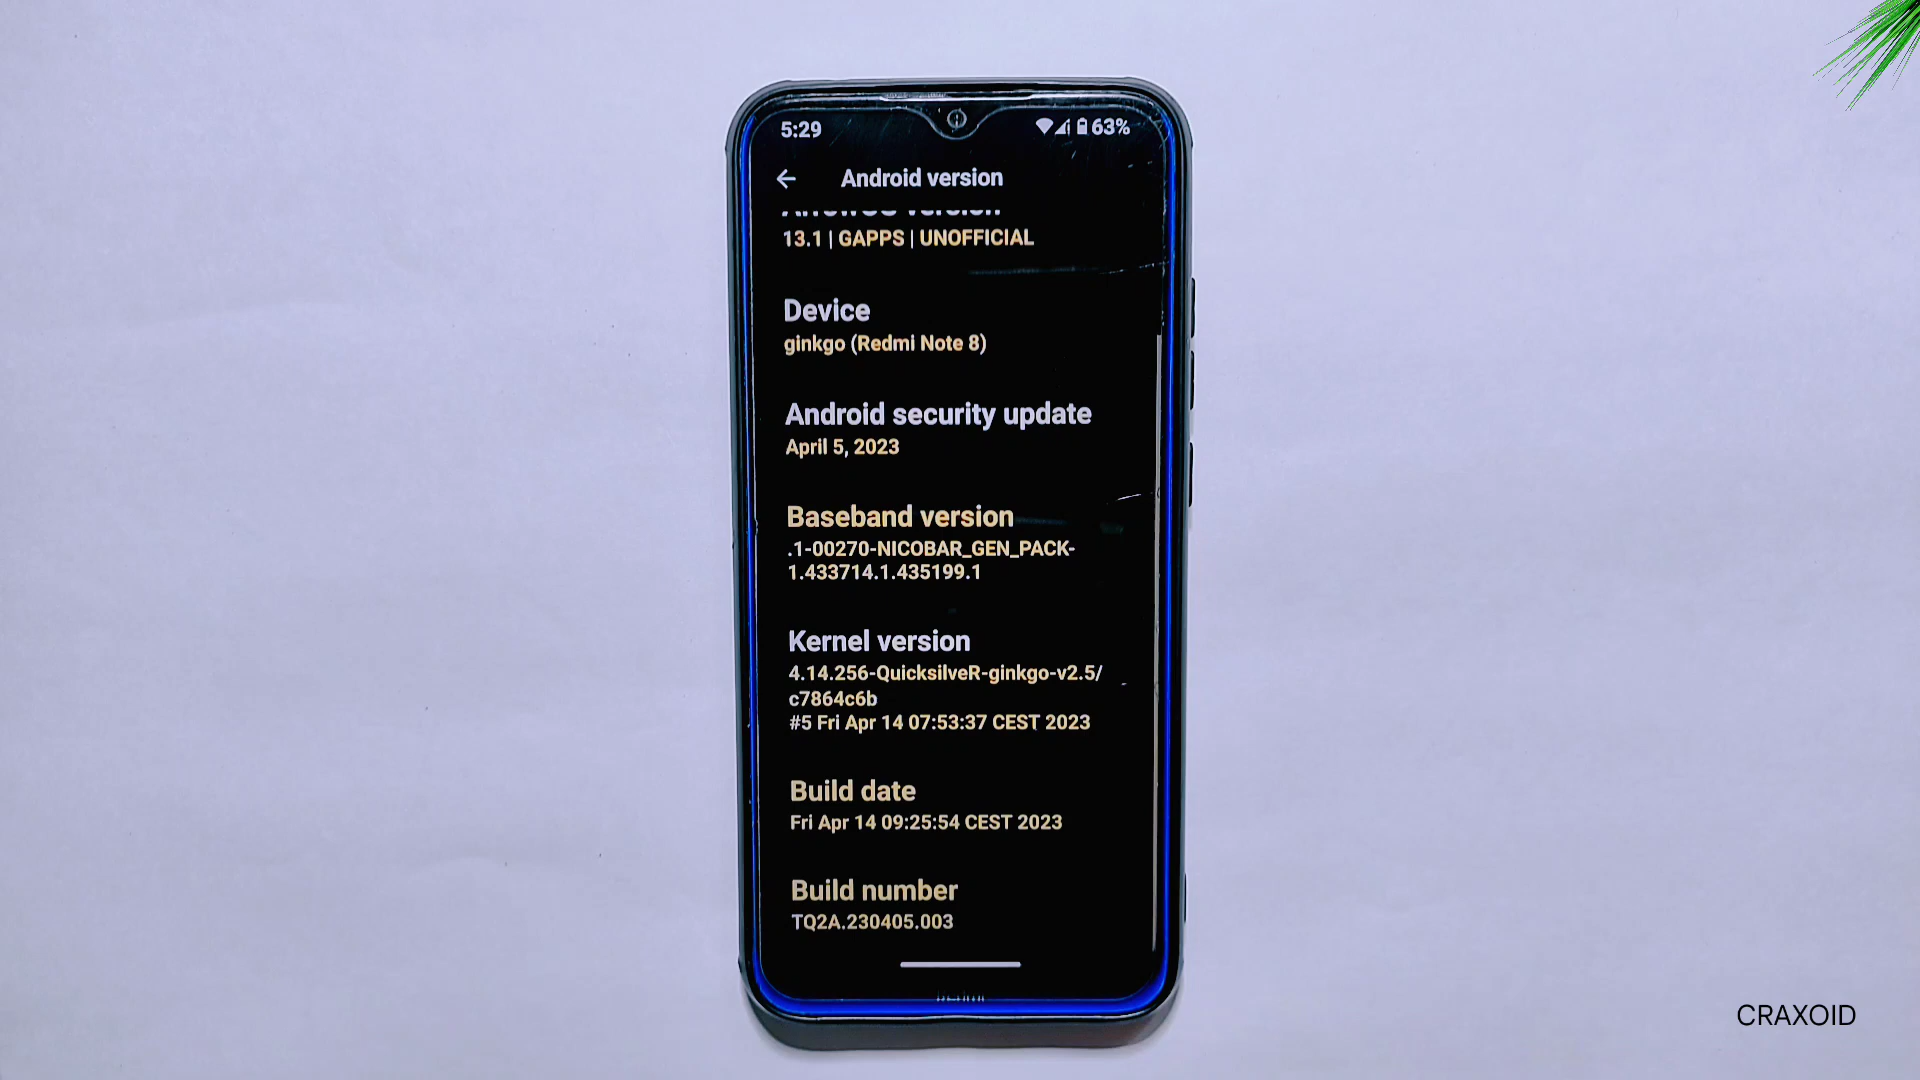 5:29
63%
Android version
version
13.1 | GAPPS | UNOFFICIAL
Device
ginkgo (Redmi Note 8)
Android security update
April 5, 2023
Baseband version
.1-00270-NICOBAR_GEN_PACK-
1.433714.1.435199.1
Kernel version
4.14.256-QuicksilveR-ginkgo-v2.5/
c7864c6b
#5 Fri Apr 14 07:53:37 CEST 2023
Build date
Fri Apr 14 09:25:54 CEST 2023
Build number
TQ2A.230405.003
CRAXOID